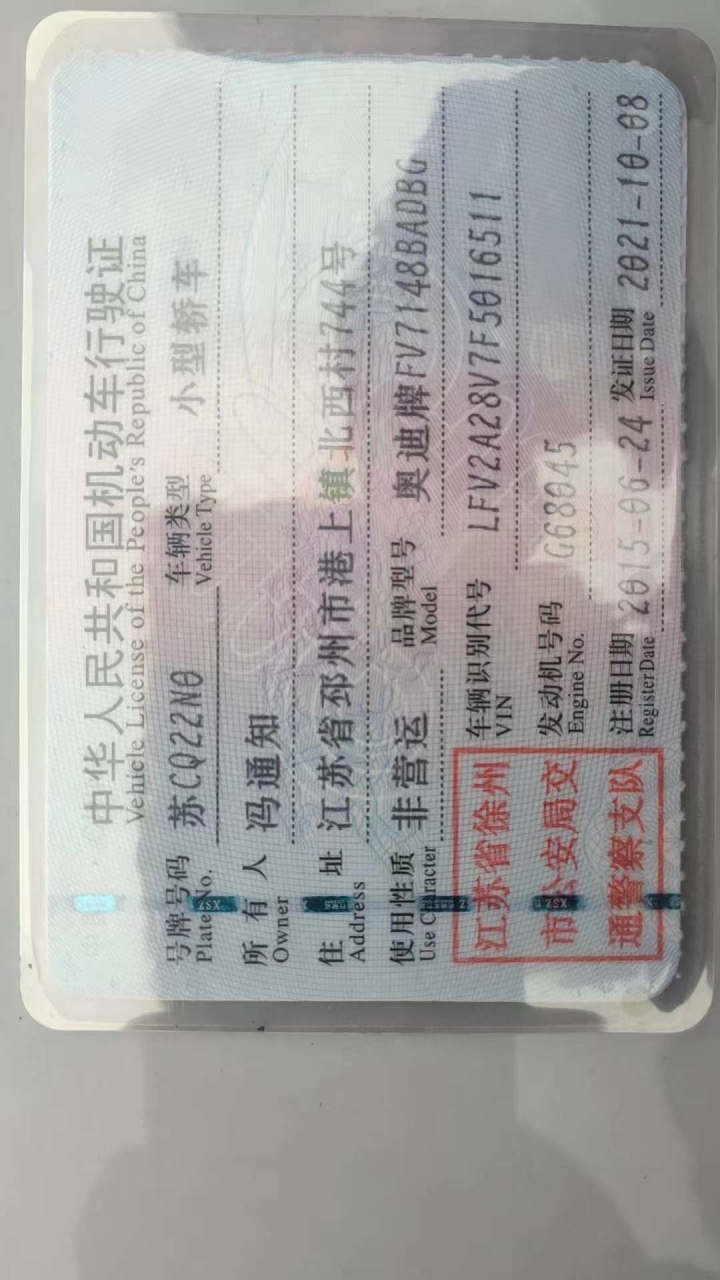 中华人民共和国机动车行驶证
Vehicle License of the People's Republic of China
号牌号码 苏CQ22N0 车辆类型 小型轿车
Plate No. Vehicle Type
所有人 冯通知
Owner
住址 江苏省邳州市港上镇北西村744号
Address
使用性质 非营运 品牌型号 奥迪牌FV7148BADBG
Use Character Model
江苏省徐州
市公安局交
通警察支队
车辆识别代号 LFV2A28V7F5016511
VIN
发动机号码 G68045
Engine No.
注册日期 2015-06-24 发证日期 2021-10-08
Register Date Issue Date